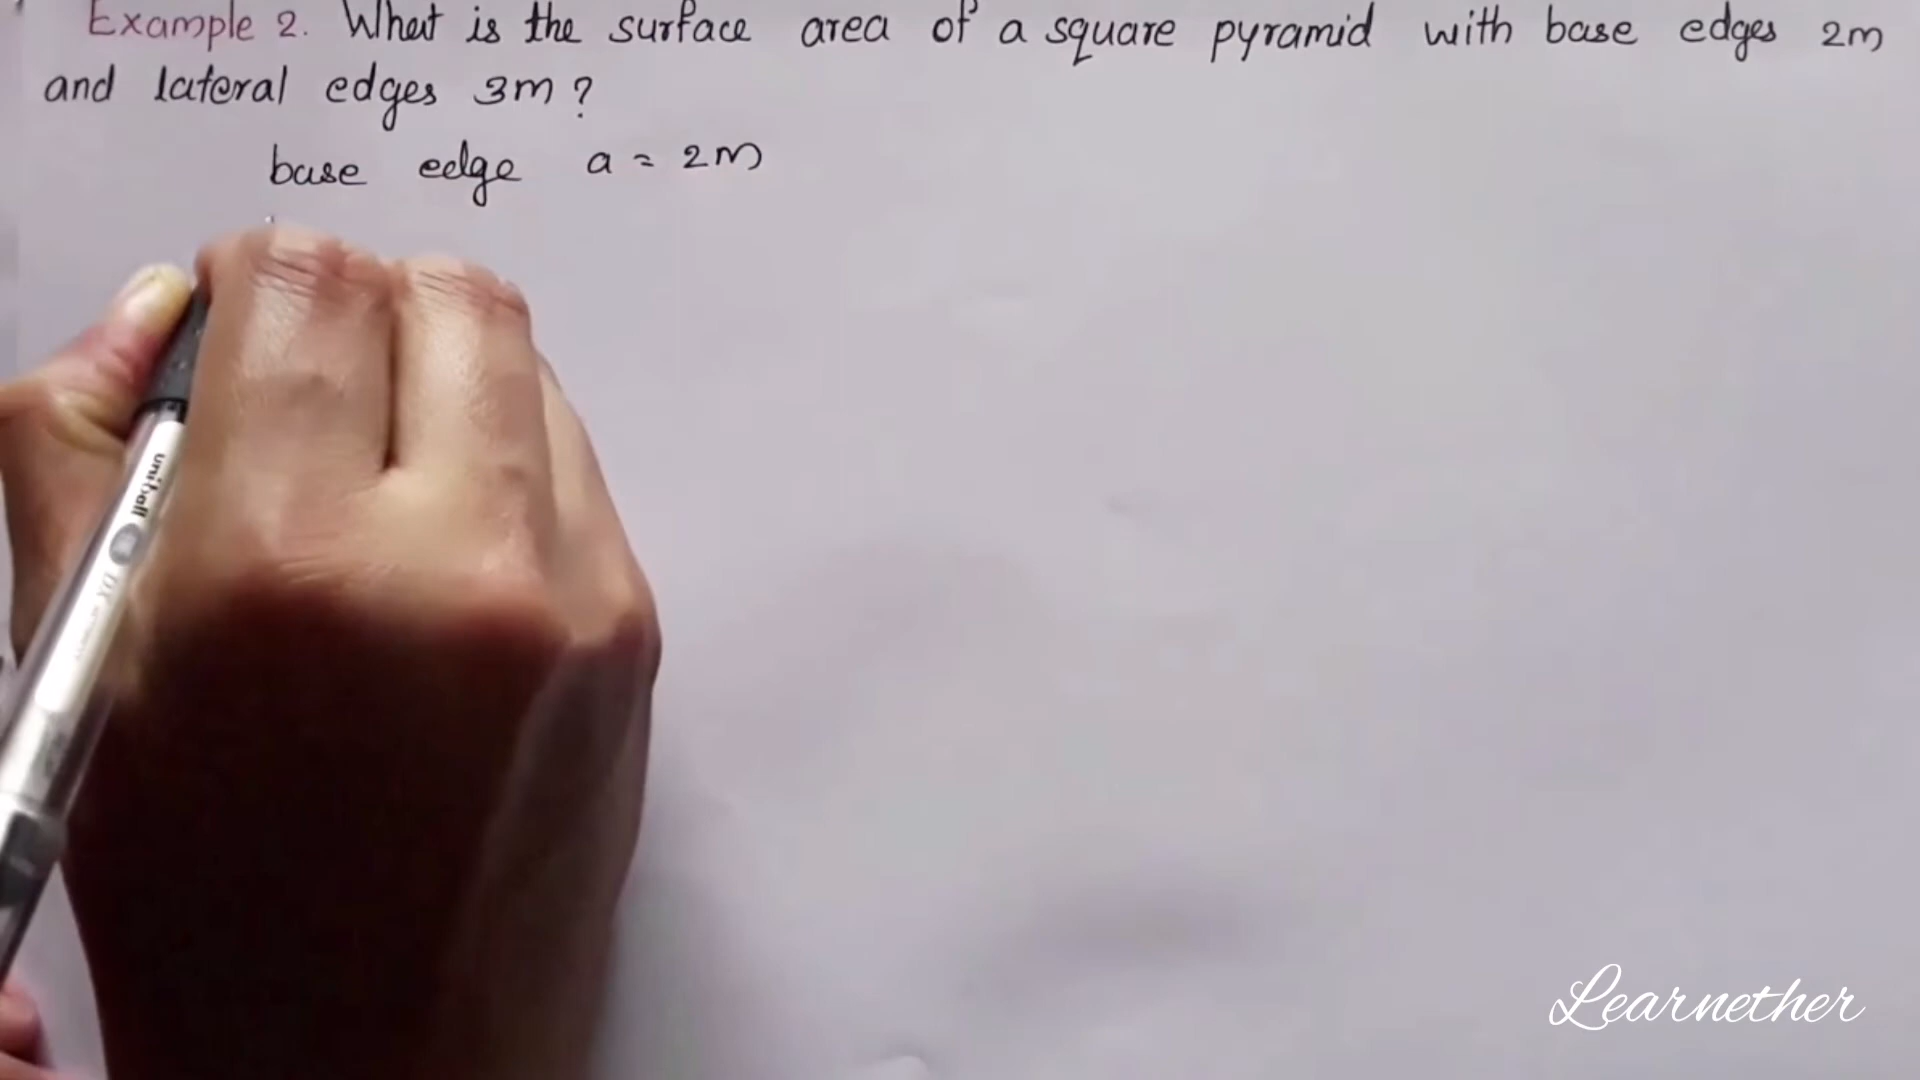 Example 2. What is the surface area of a square pyramid with base edges 2m
and lateral edges 3m?
base edge a = 2m
uniball
Learnether